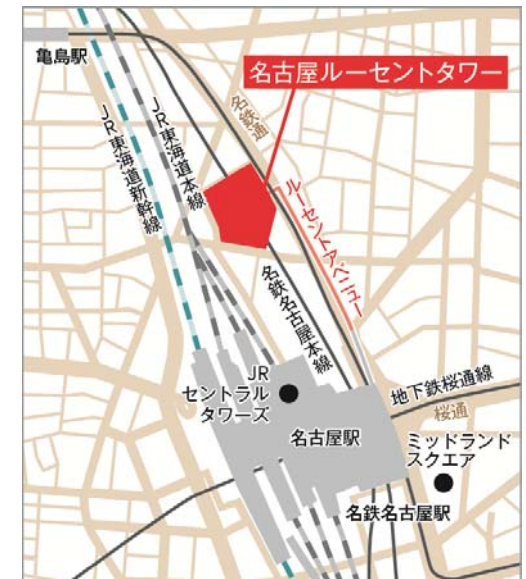 亀島駅
名古屋ルーセントタワー
名鉄通
JR東海道新幹線
JR東海道本線
ルーセントアベニュー
名鉄名古屋本線
JR
セントラル
タワーズ
地下鉄桜通線
桜通
名古屋駅
ミッドランド
スクエア
名鉄名古屋駅